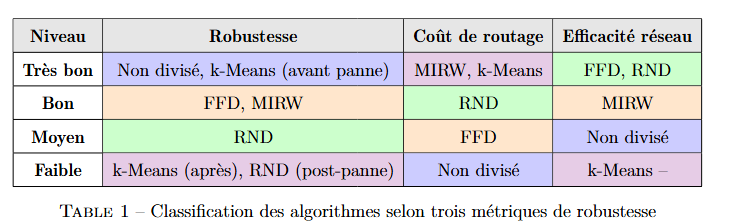 Niveau Robustesse Coût de routage Efficacité réseau
Très bon Non divisé, k-Means (avant panne) MIRW, k-Means FFD, RND
Bon FFD, MIRW RND MIRW
Moyen RND FFD Non divisé
Faible k-Means (après), RND (post-panne) Non divisé k-Means –
TABLE 1 – Classification des algorithmes selon trois métriques de robustesse